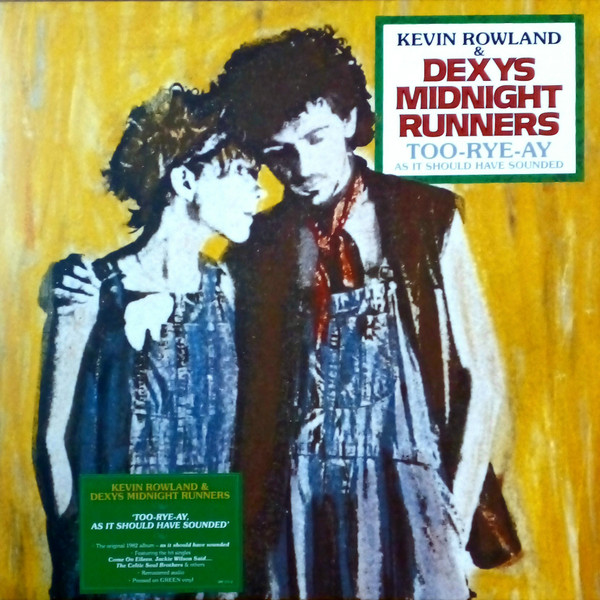 KEVIN ROWLAND
&
DEXYS
MIDNIGHT
RUNNERS
TOO-RYE-AY
AS IT SHOULD HAVE SOUNDED
KEVIN ROWLAND &
DEXYS MIDNIGHT RUNNERS
'TOO-RYE-AY,
AS IT SHOULD HAVE SOUNDED'
- The original 1982 album - as it should have sounded
- Featuring the hit singles
Come On Eileen, Jackie Wilson Said...
The Celtic Soul Brothers & others
- Remastered audio
- Pressed on GREEN vinyl